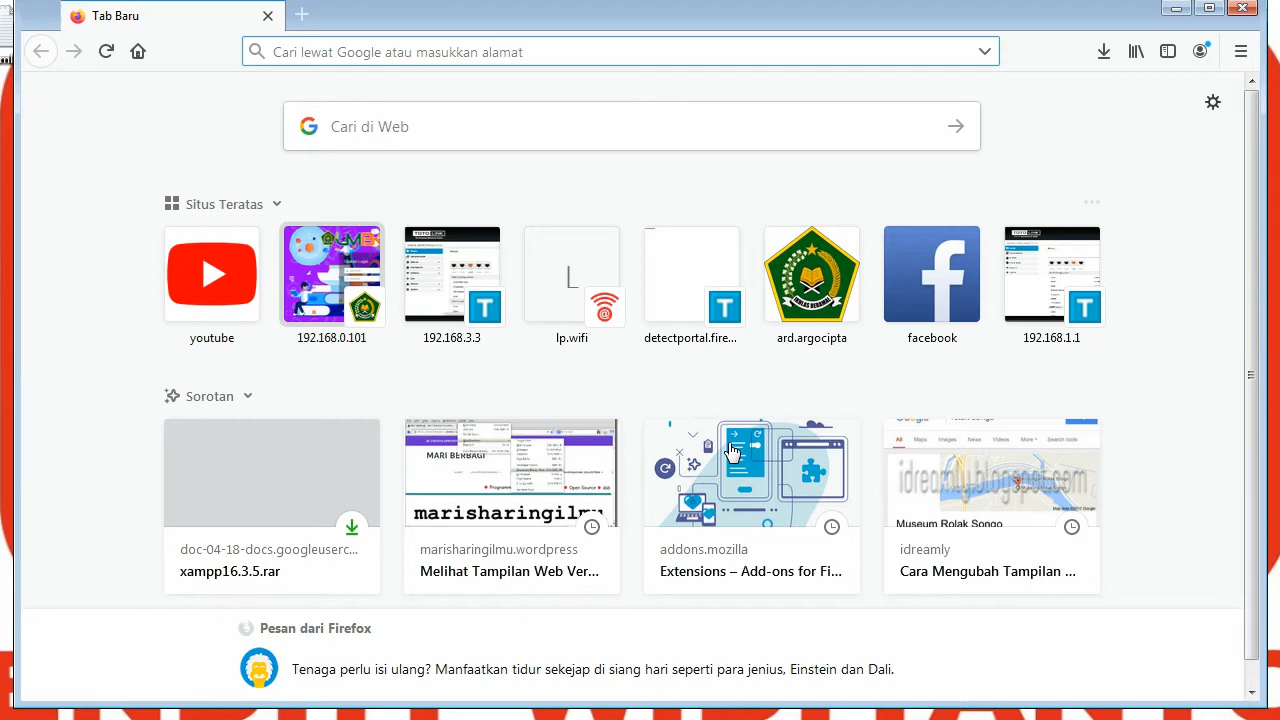 Tab Baru
Cari lewat Google atau masukkan alamat
Cari di Web
Situs Teratas
youtube
192.168.0.101
192.168.3.3
lp.wifi
detectportal.fire...
ard.argocipta
facebook
192.168.1.1
Sorotan
MARI BERBAGI
marisharingilmu
idreamly.blogspot.com
Museum Rolak Songo
doc-04-18-docs.googleuserc...
xampp16.3.5.rar
marisharingilmu.wordpress
Melihat Tampilan Web Ver...
addons.mozilla
Extensions – Add-ons for Fi...
idreamly
Cara Mengubah Tampilan ...
Pesan dari Firefox
Tenaga perlu isi ulang? Manfaatkan tidur sekejap di siang hari seperti para jenius, Einstein dan Dali.